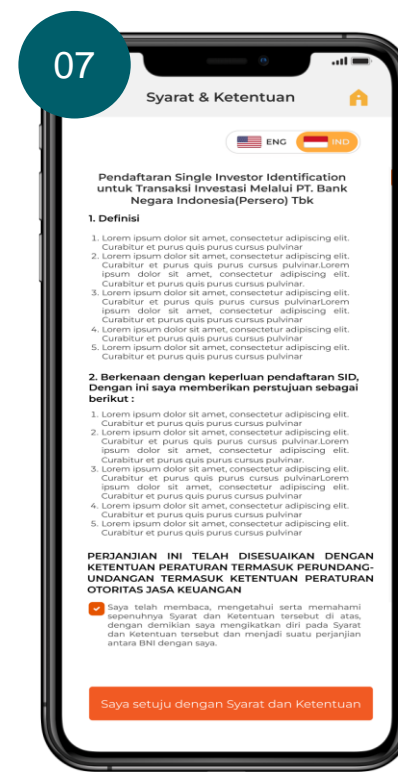 07
Syarat & Ketentuan
ENG IND
Pendaftaran Single Investor Identification
untuk Transaksi Investasi Melalui PT. Bank
Negara Indonesia(Persero) Tbk
1. Definisi
1. Lorem ipsum dolor sit amet, consectetur adipiscing elit.
Curabitur et purus quis purus cursus pulvinar
2. Lorem ipsum dolor sit amet, consectetur adipiscing elit.
Curabitur et purus quis purus cursus pulvinar.Lorem
ipsum dolor sit amet, consectetur adipiscing elit.
Curabitur et purus quis purus cursus pulvinar.
3. Lorem ipsum dolor sit amet, consectetur adipiscing elit.
Curabitur et purus quis purus cursus pulvinarLorem
ipsum dolor sit amet, consectetur adipiscing elit.
Curabitur et purus quis purus cursus pulvinar
4. Lorem ipsum dolor sit amet, consectetur adipiscing elit.
Curabitur et purus quis purus cursus pulvinar
5. Lorem ipsum dolor sit amet, consectetur adipiscing elit.
Curabitur et purus quis purus cursus pulvinar
2. Berkenaan dengan keperluan pendaftaran SID,
Dengan ini saya memberikan perstujuan sebagai
berikut :
1. Lorem ipsum dolor sit amet, consectetur adipiscing elit.
Curabitur et purus quis purus cursus pulvinar
2. Lorem ipsum dolor sit amet, consectetur adipiscing elit.
Curabitur et purus quis purus cursus pulvinar.Lorem
ipsum dolor sit amet, consectetur adipiscing elit.
Curabitur et purus quis purus cursus pulvinar.
3. Lorem ipsum dolor sit amet, consectetur adipiscing elit.
Curabitur et purus quis purus cursus pulvinarLorem
ipsum dolor sit amet, consectetur adipiscing elit.
Curabitur et purus quis purus cursus pulvinar
4. Lorem ipsum dolor sit amet, consectetur adipiscing elit.
Curabitur et purus quis purus cursus pulvinar
5. Lorem ipsum dolor sit amet, consectetur adipiscing elit.
Curabitur et purus quis purus cursus pulvinar
PERJANJIAN INI TELAH DISESUAIKAN DENGAN
KETENTUAN PERATURAN TERMASUK PERUNDANG-
UNDANGAN TERMASUK KETENTUAN PERATURAN
OTORITAS JASA KEUANGAN
Saya telah membaca, mengetahui serta memahami
sepenuhnya Syarat dan Ketentuan tersebut di atas,
dengan demikian saya mengikatkan diri pada Syarat
dan Ketentuan tersebut dan menjadi suatu perjanjian
antara BNI dengan saya.
Saya setuju dengan Syarat dan Ketentuan